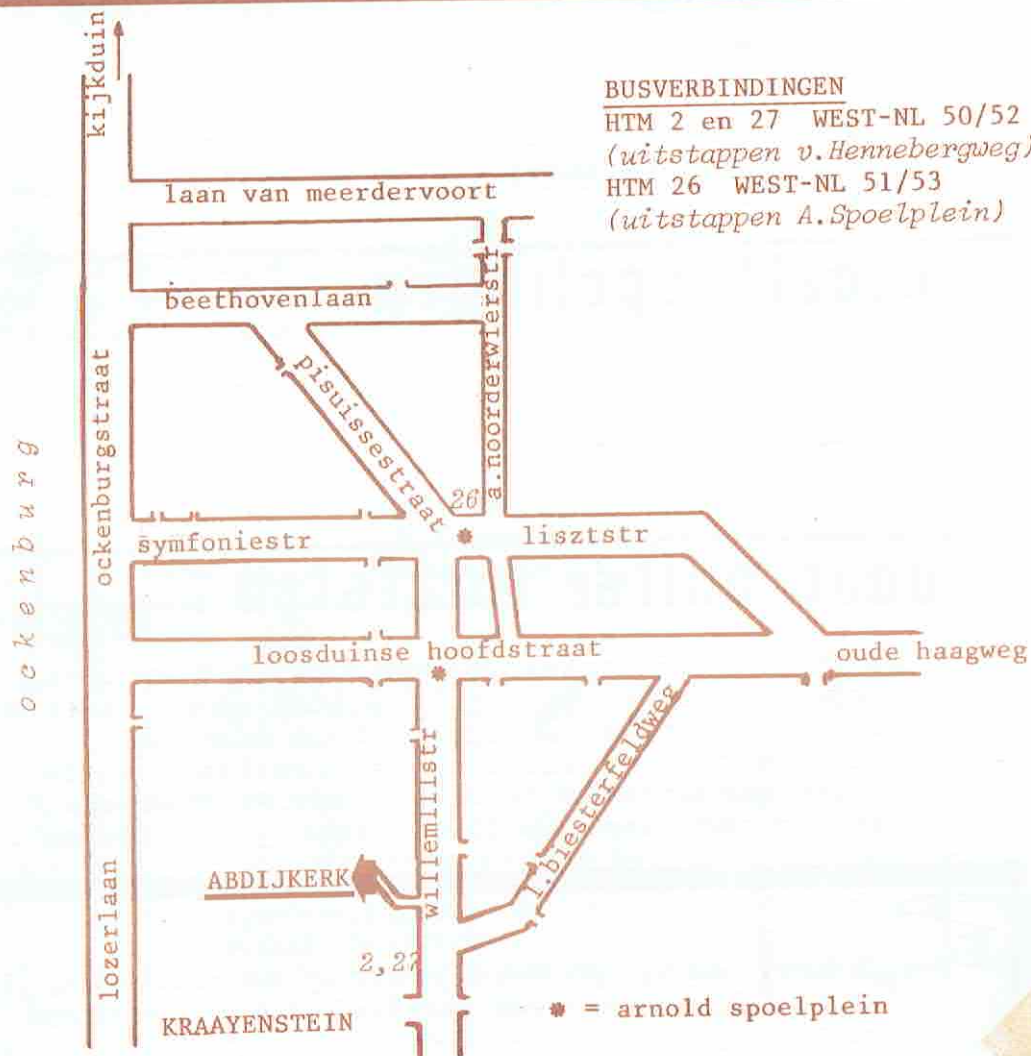 kijkduin
BUSVERBINDINGEN
HTM 2 en 27 WEST-NL 50/52
(uitstappen v.Hennebergweg)
HTM 26 WEST-NL 51/53
(uitstappen A.Spoelplein)
laan van meerdervoort
beethovenlaan
a.noorderwierstr
pisuissestraat
ockenburgstraat
ockenburg
26
symfoniestr
lisztstr
loosduinse hoofdstraat
oude haagweg
willemIIIstr
l.biesterfeldweg
ABDIJKERK
lozerlaan
2,27
KRAAYENSTEIN
* = arnold spoelplein